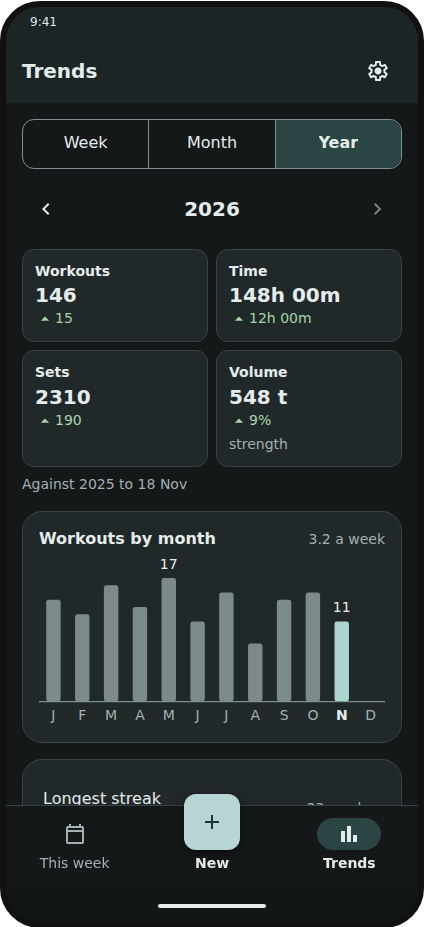 9:41
Trends
Week Month Year
2026
Workouts
146
15
Time
148h 00m
12h 00m
Sets
2310
190
Volume
548 t
9%
strength
Against 2025 to 18 Nov
Workouts by month 3.2 a week
17
11
J F M A M J J A S O N D
Longest streak
This week New Trends